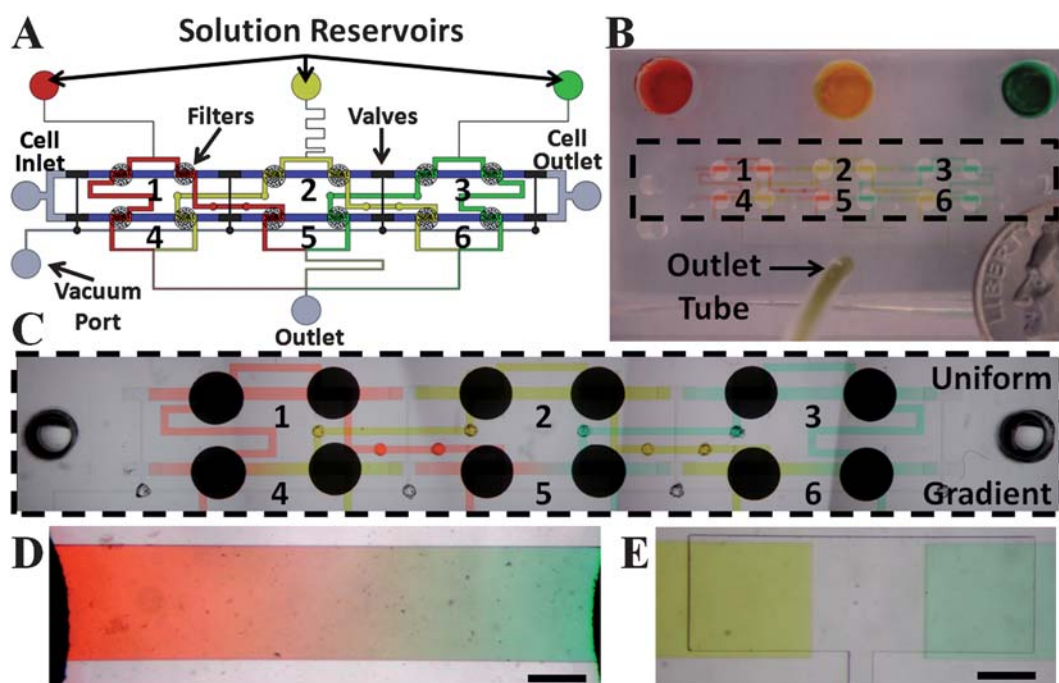 A
Solution Reservoirs
Filters
Valves
Cell
Inlet
Cell
Outlet
1
2
3
4
5
6
Vacuum
Port
Outlet
B
1
2
3
4
5
6
Outlet
Tube
LIBERTY
C
Uniform
1
2
3
4
5
6
Gradient
D
E